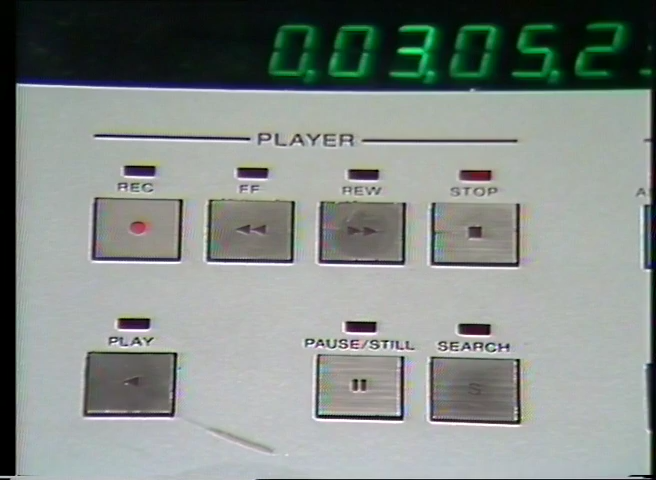 0,03,05,2
PLAYER
REC FF REW STOP
PLAY PAUSE/STILL SEARCH
S